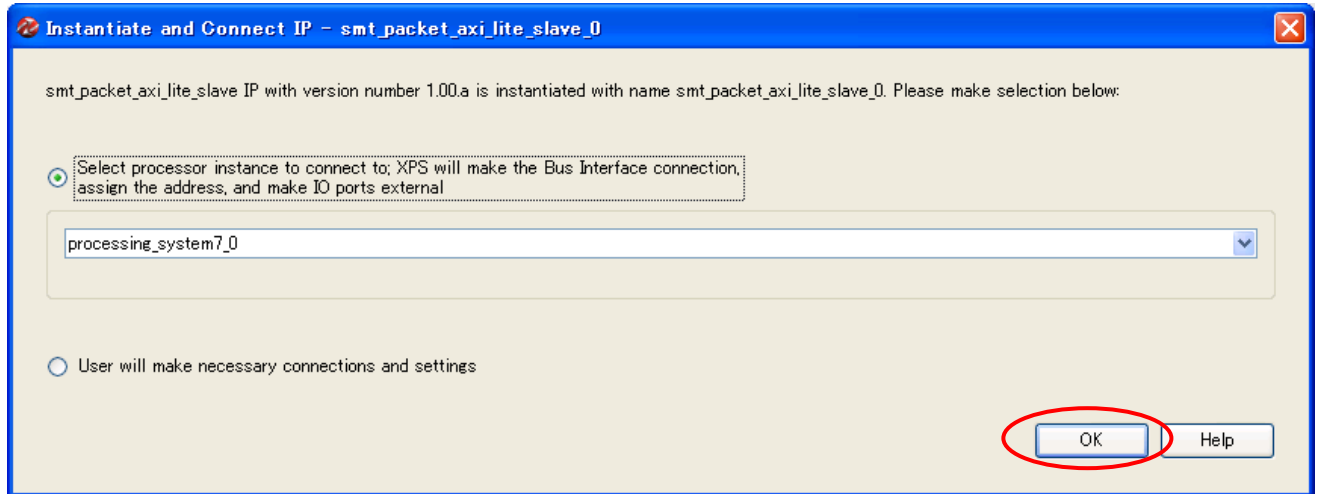 Instantiate and Connect IP - smt_packet_axi_lite_slave_0
smt_packet_axi_lite_slave IP with version number 1.00.a is instantiated with name smt_packet_axi_lite_slave_0. Please make selection below:
Select processor instance to connect to; XPS will make the Bus Interface connection,
assign the address, and make IO ports external
processing_system7_0
User will make necessary connections and settings
OK Help